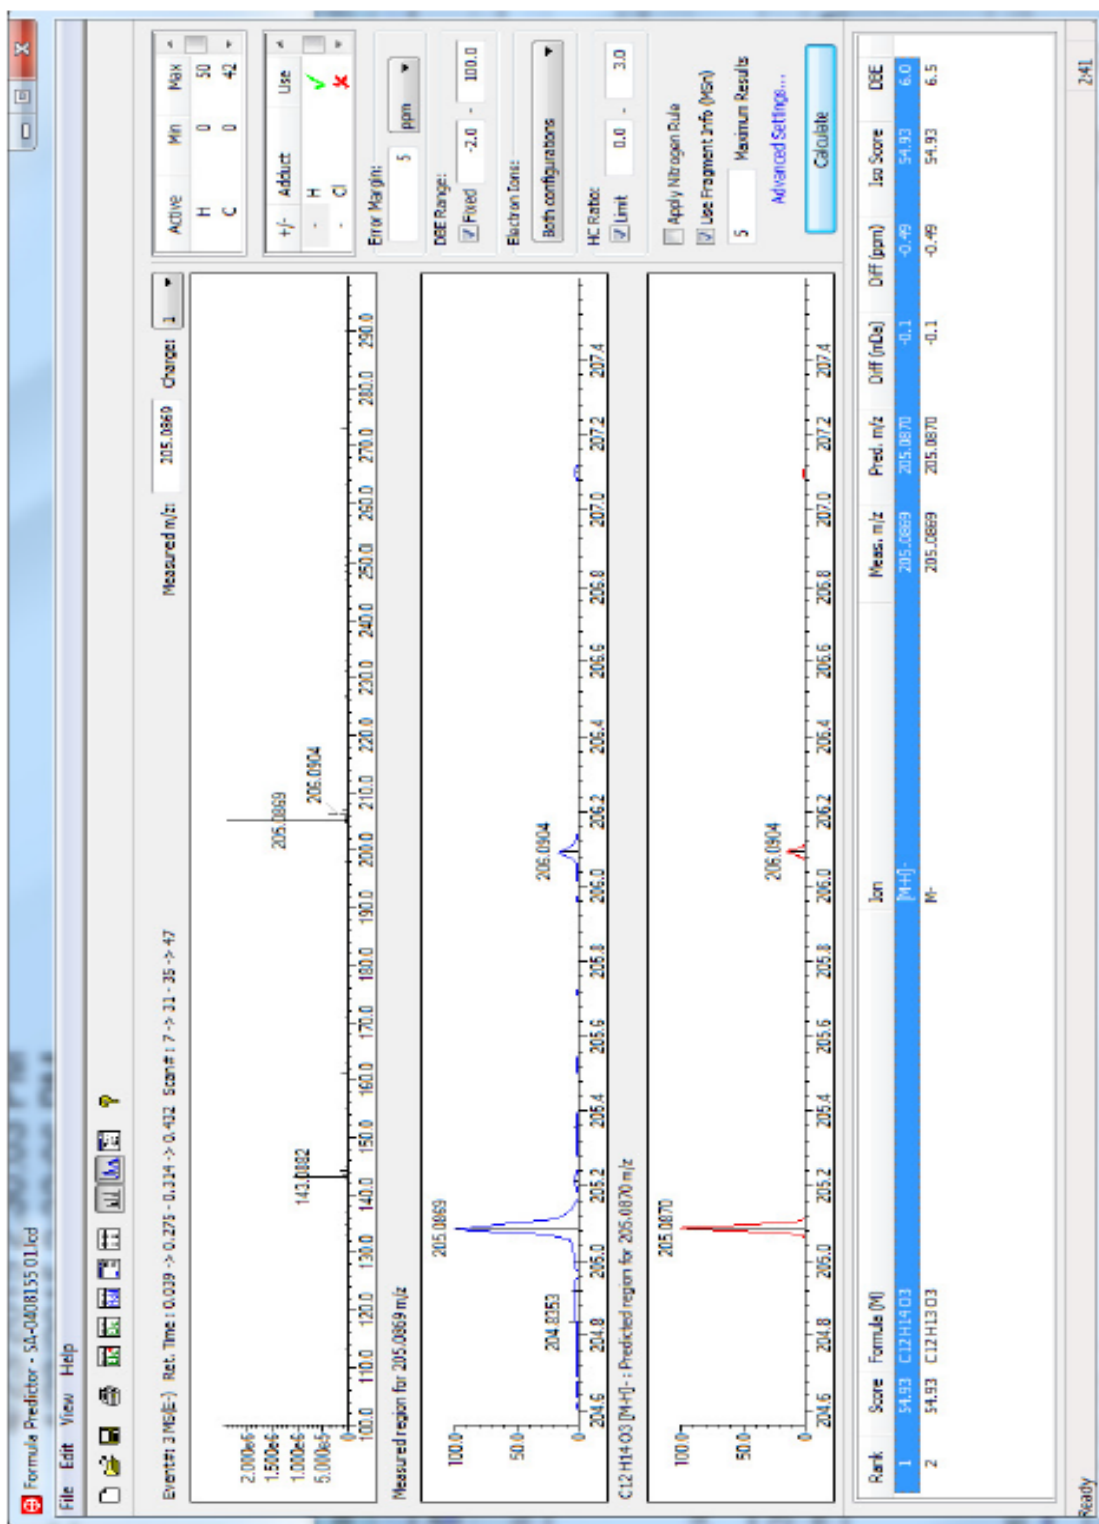 Formula Predictor - SA-0408155 01.lcd
File Edit View Help
Event#: 3 MS(E-) Ret. Time : 0.039 -> 0.275 - 0.314 -> 0.432 Scan# : 7 -> 31 - 35 -> 47
Measured m/z: 205.0869 Charge: 1
2.000e6
1.500e6
1.000e6
5.000e5
0
143.0882
205.0869
206.0904
100.0 110.0 120.0 130.0 140.0 150.0 160.0 170.0 180.0 190.0 200.0 210.0 220.0 230.0 240.0 250.0 260.0 270.0 280.0 290.0
Measured region for 205.0869 m/z
100.0
50.0
0
204.8353
205.0869
206.0904
204.6 204.8 205.0 205.2 205.4 205.6 205.8 206.0 206.2 206.4 206.6 206.8 207.0 207.2 207.4
C12 H14 O3 [M-H]- : Predicted region for 205.0870 m/z
100.0
50.0
0
205.0870
206.0904
204.6 204.8 205.0 205.2 205.4 205.6 205.8 206.0 206.2 206.4 206.6 206.8 207.0 207.2 207.4
Active Min Max
H 0 50
C 0 42
+/- Adduct Use
- H
- Cl
Error Margin:
5 ppm
DBE Range:
Fixed -2.0 - 100.0
Electron Ions:
Both configurations
HC Ratio:
Limit 0.0 - 3.0
Apply Nitrogen Rule
Use Fragment Info (MSn)
5 Maximum Results
Advanced Settings...
Calculate
Rank Score Formula (M) Ion Meas. m/z Pred. m/z Diff (mDa) Diff (ppm) Iso Score DBE
1 54.93 C12 H14 O3 [M-H]- 205.0869 205.0870 -0.1 -0.49 54.93 6.0
2 54.93 C12 H13 O3 M- 205.0869 205.0870 -0.1 -0.49 54.93 6.5
Ready 2:41